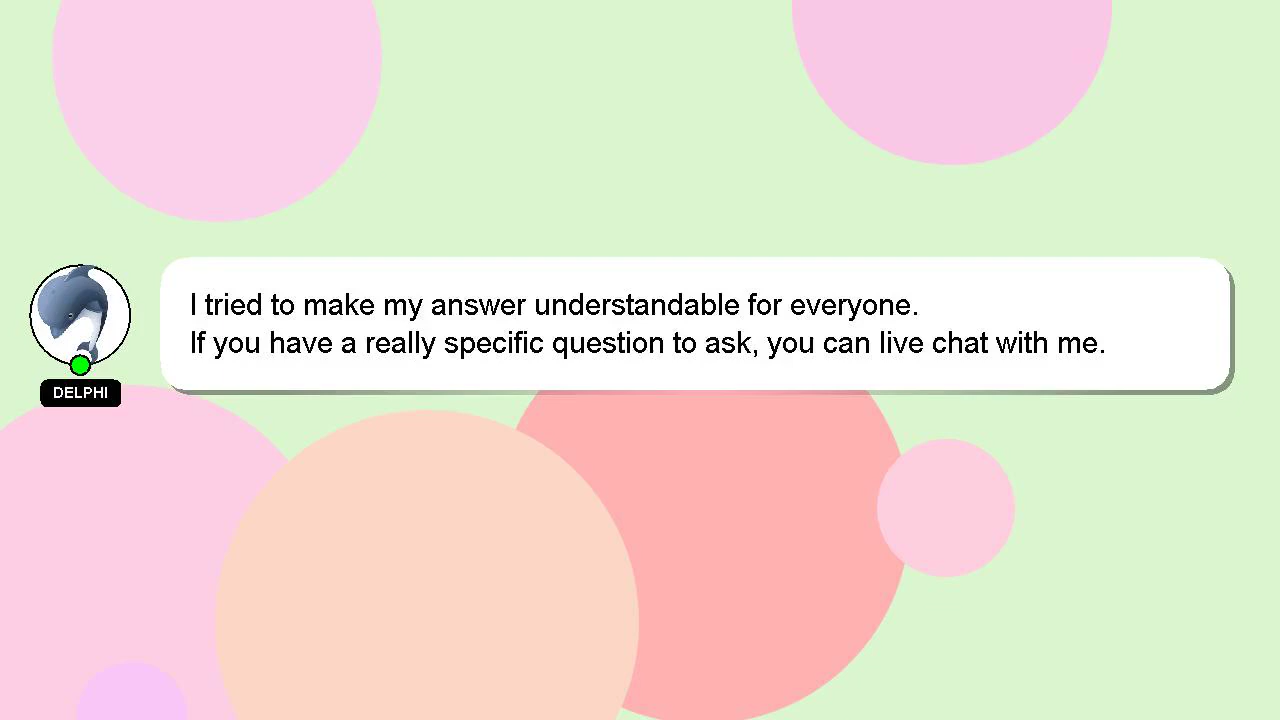 I tried to make my answer understandable for everyone.
If you have a really specific question to ask, you can live chat with me.
DELPHI